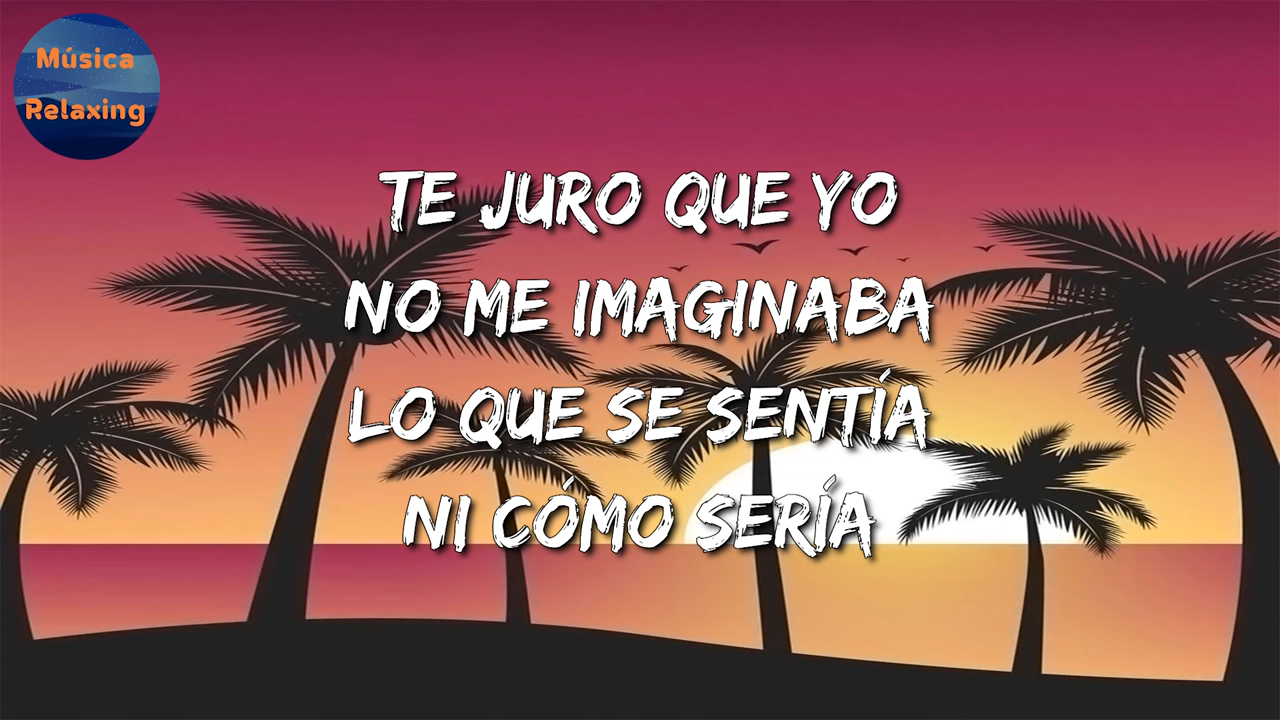 Música
Relaxing
TE JURO QUE YO
NO ME IMAGINABA
LO QUE SE SENTÍA
NI CÓMO SERÍA